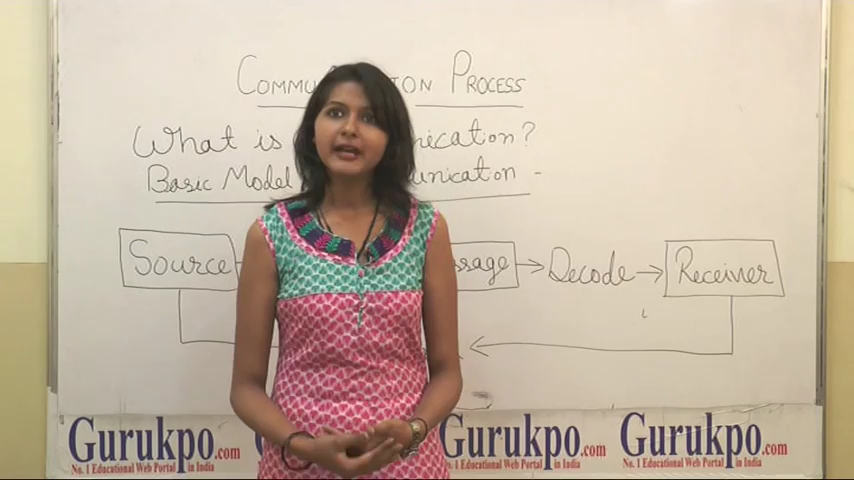 COMMU TION PROCESS
What is nication?
Basic Model unication -
Source ssage Decode Receiver
Gurukpo.com Gurukpo.com Gurukpo.com
No. 1 Educational Web Portal in India No. 1 Educational Web Portal in India No. 1 Educational Web Portal in India